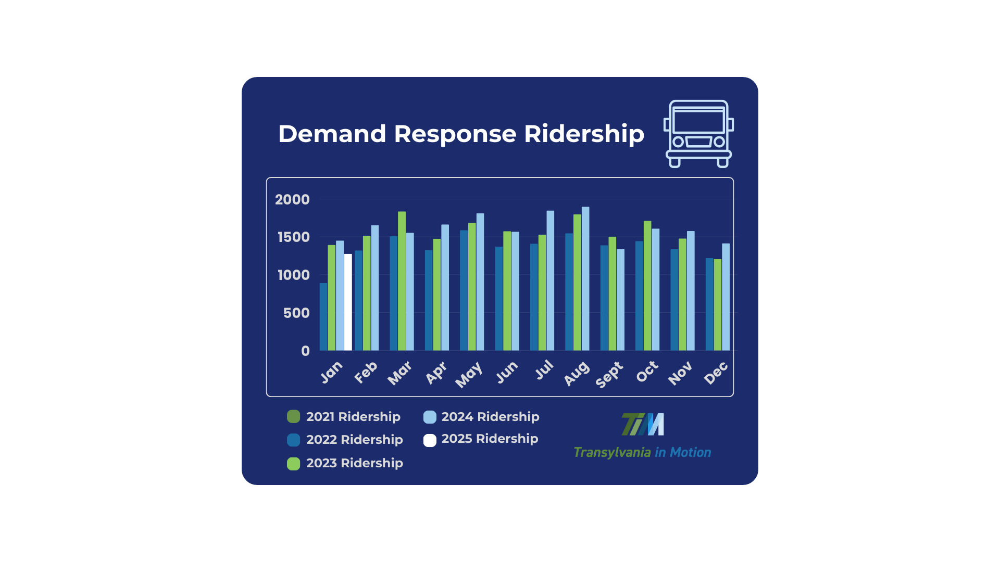 Demand Response Ridership
2000
1500
1000
500
0
Jan Feb Mar Apr May Jun Jul Aug Sept Oct Nov Dec
2021 Ridership
2022 Ridership
2023 Ridership
2024 Ridership
2025 Ridership
TiM
Transylvania in Motion